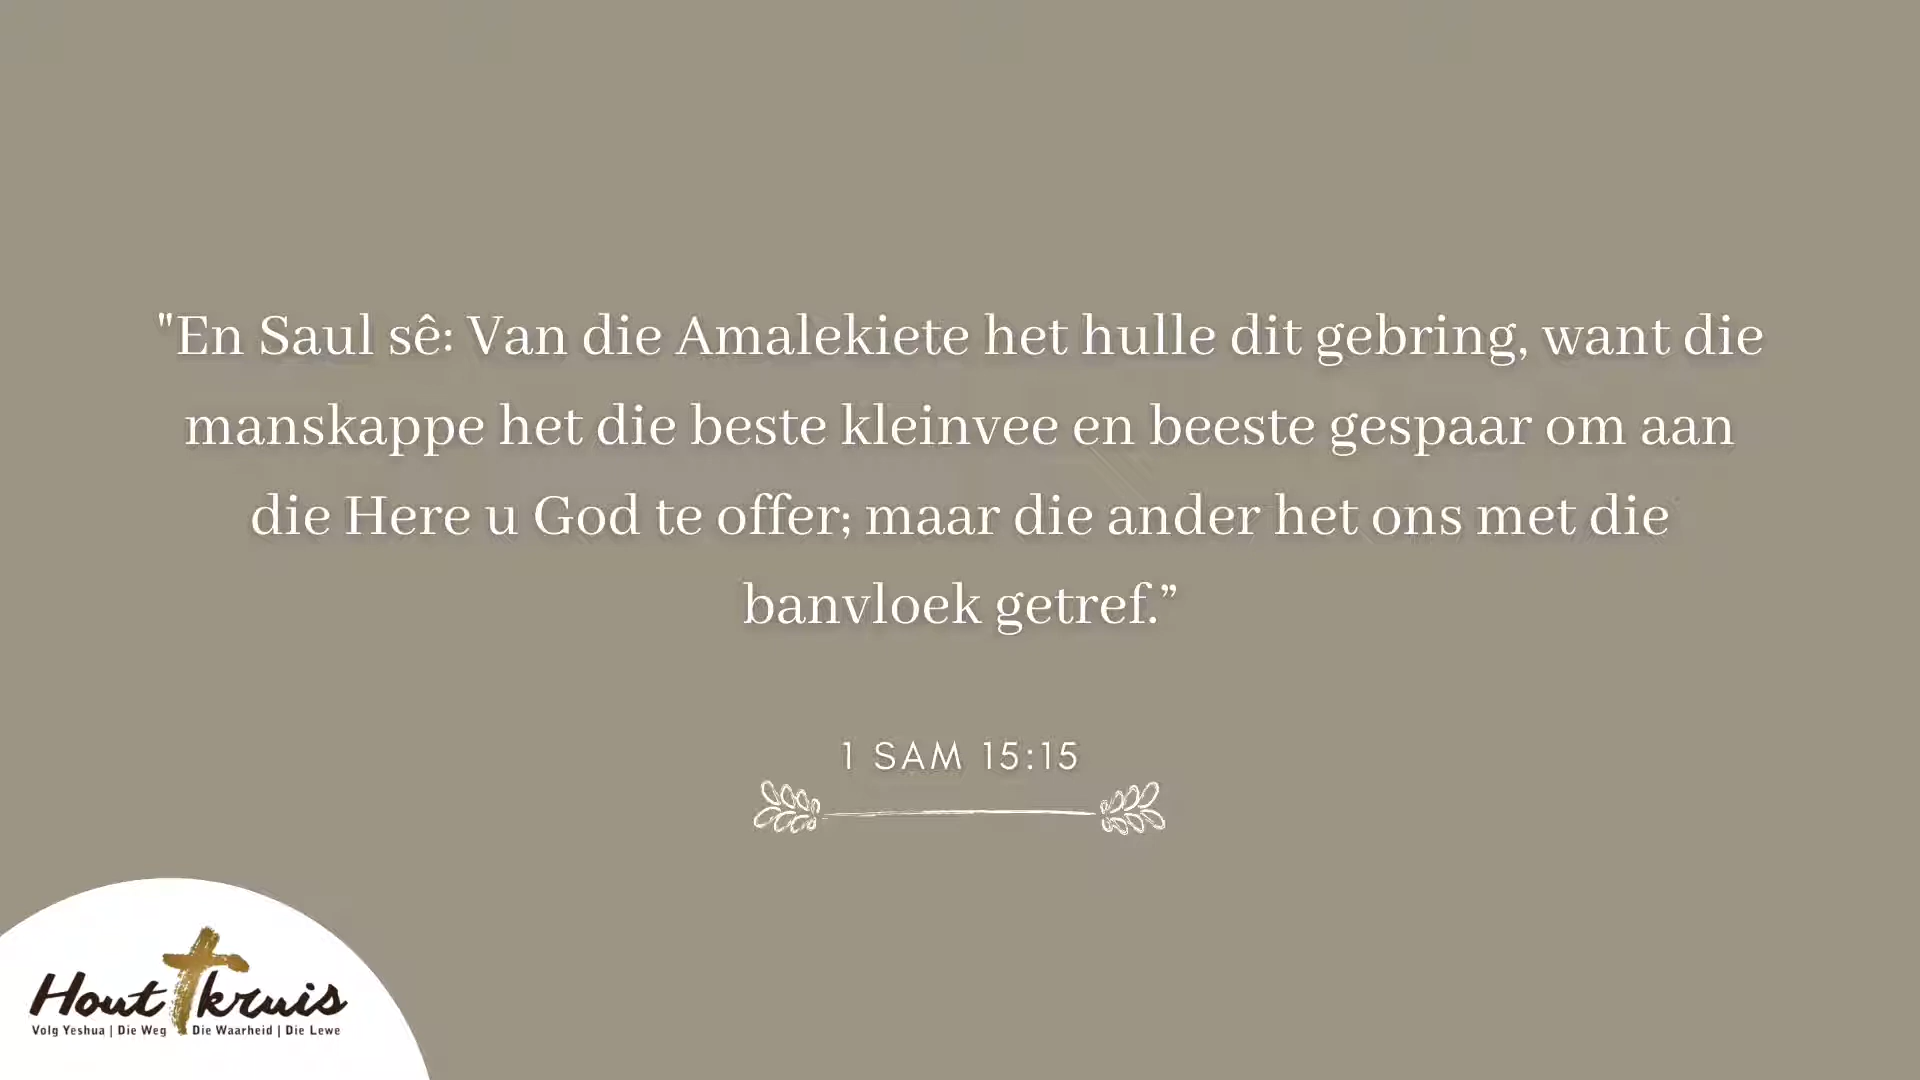 "En Saul sê: Van die Amalekiete het hulle dit gebring, want die
manskappe het die beste kleinvee en beeste gespaar om aan
die Here u God te offer; maar die ander het ons met die
banvloek getref.”
1 SAM 15:15
Hout kruis
Volg Yeshua | Die Weg Die Waarheid | Die Lewe